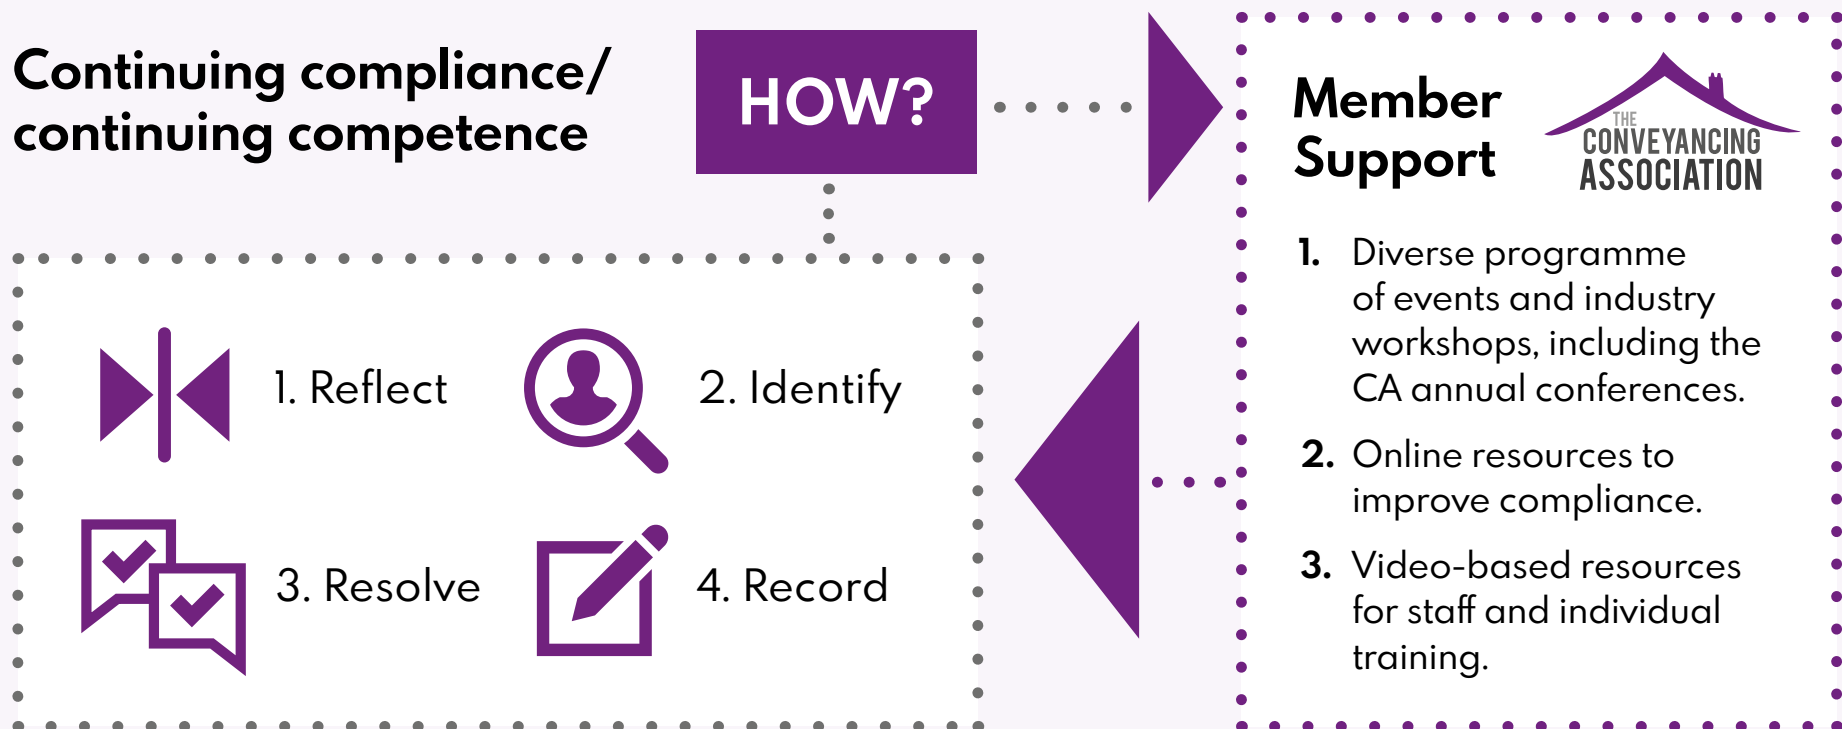 Continuing compliance/
continuing competence
HOW?
1. Reflect
2. Identify
3. Resolve
4. Record
Member
Support
THE
CONVEYANCING
ASSOCIATION
1. Diverse programme
of events and industry
workshops, including the
CA annual conferences.
2. Online resources to
improve compliance.
3. Video-based resources
for staff and individual
training.